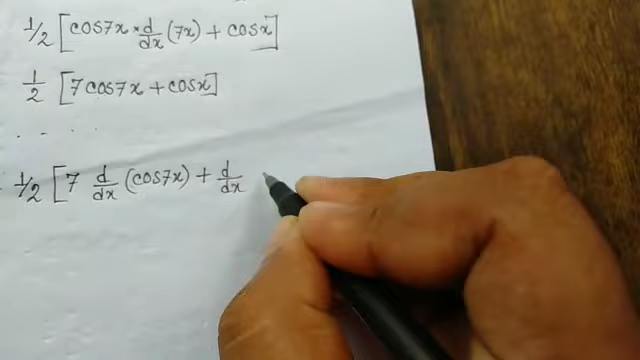 1/2 [cos7x * d/dx (7x) + cosx]
1/2 [7cos7x + cosx]
. . . .
1/2 [7 d/dx (cos7x) + d/dx